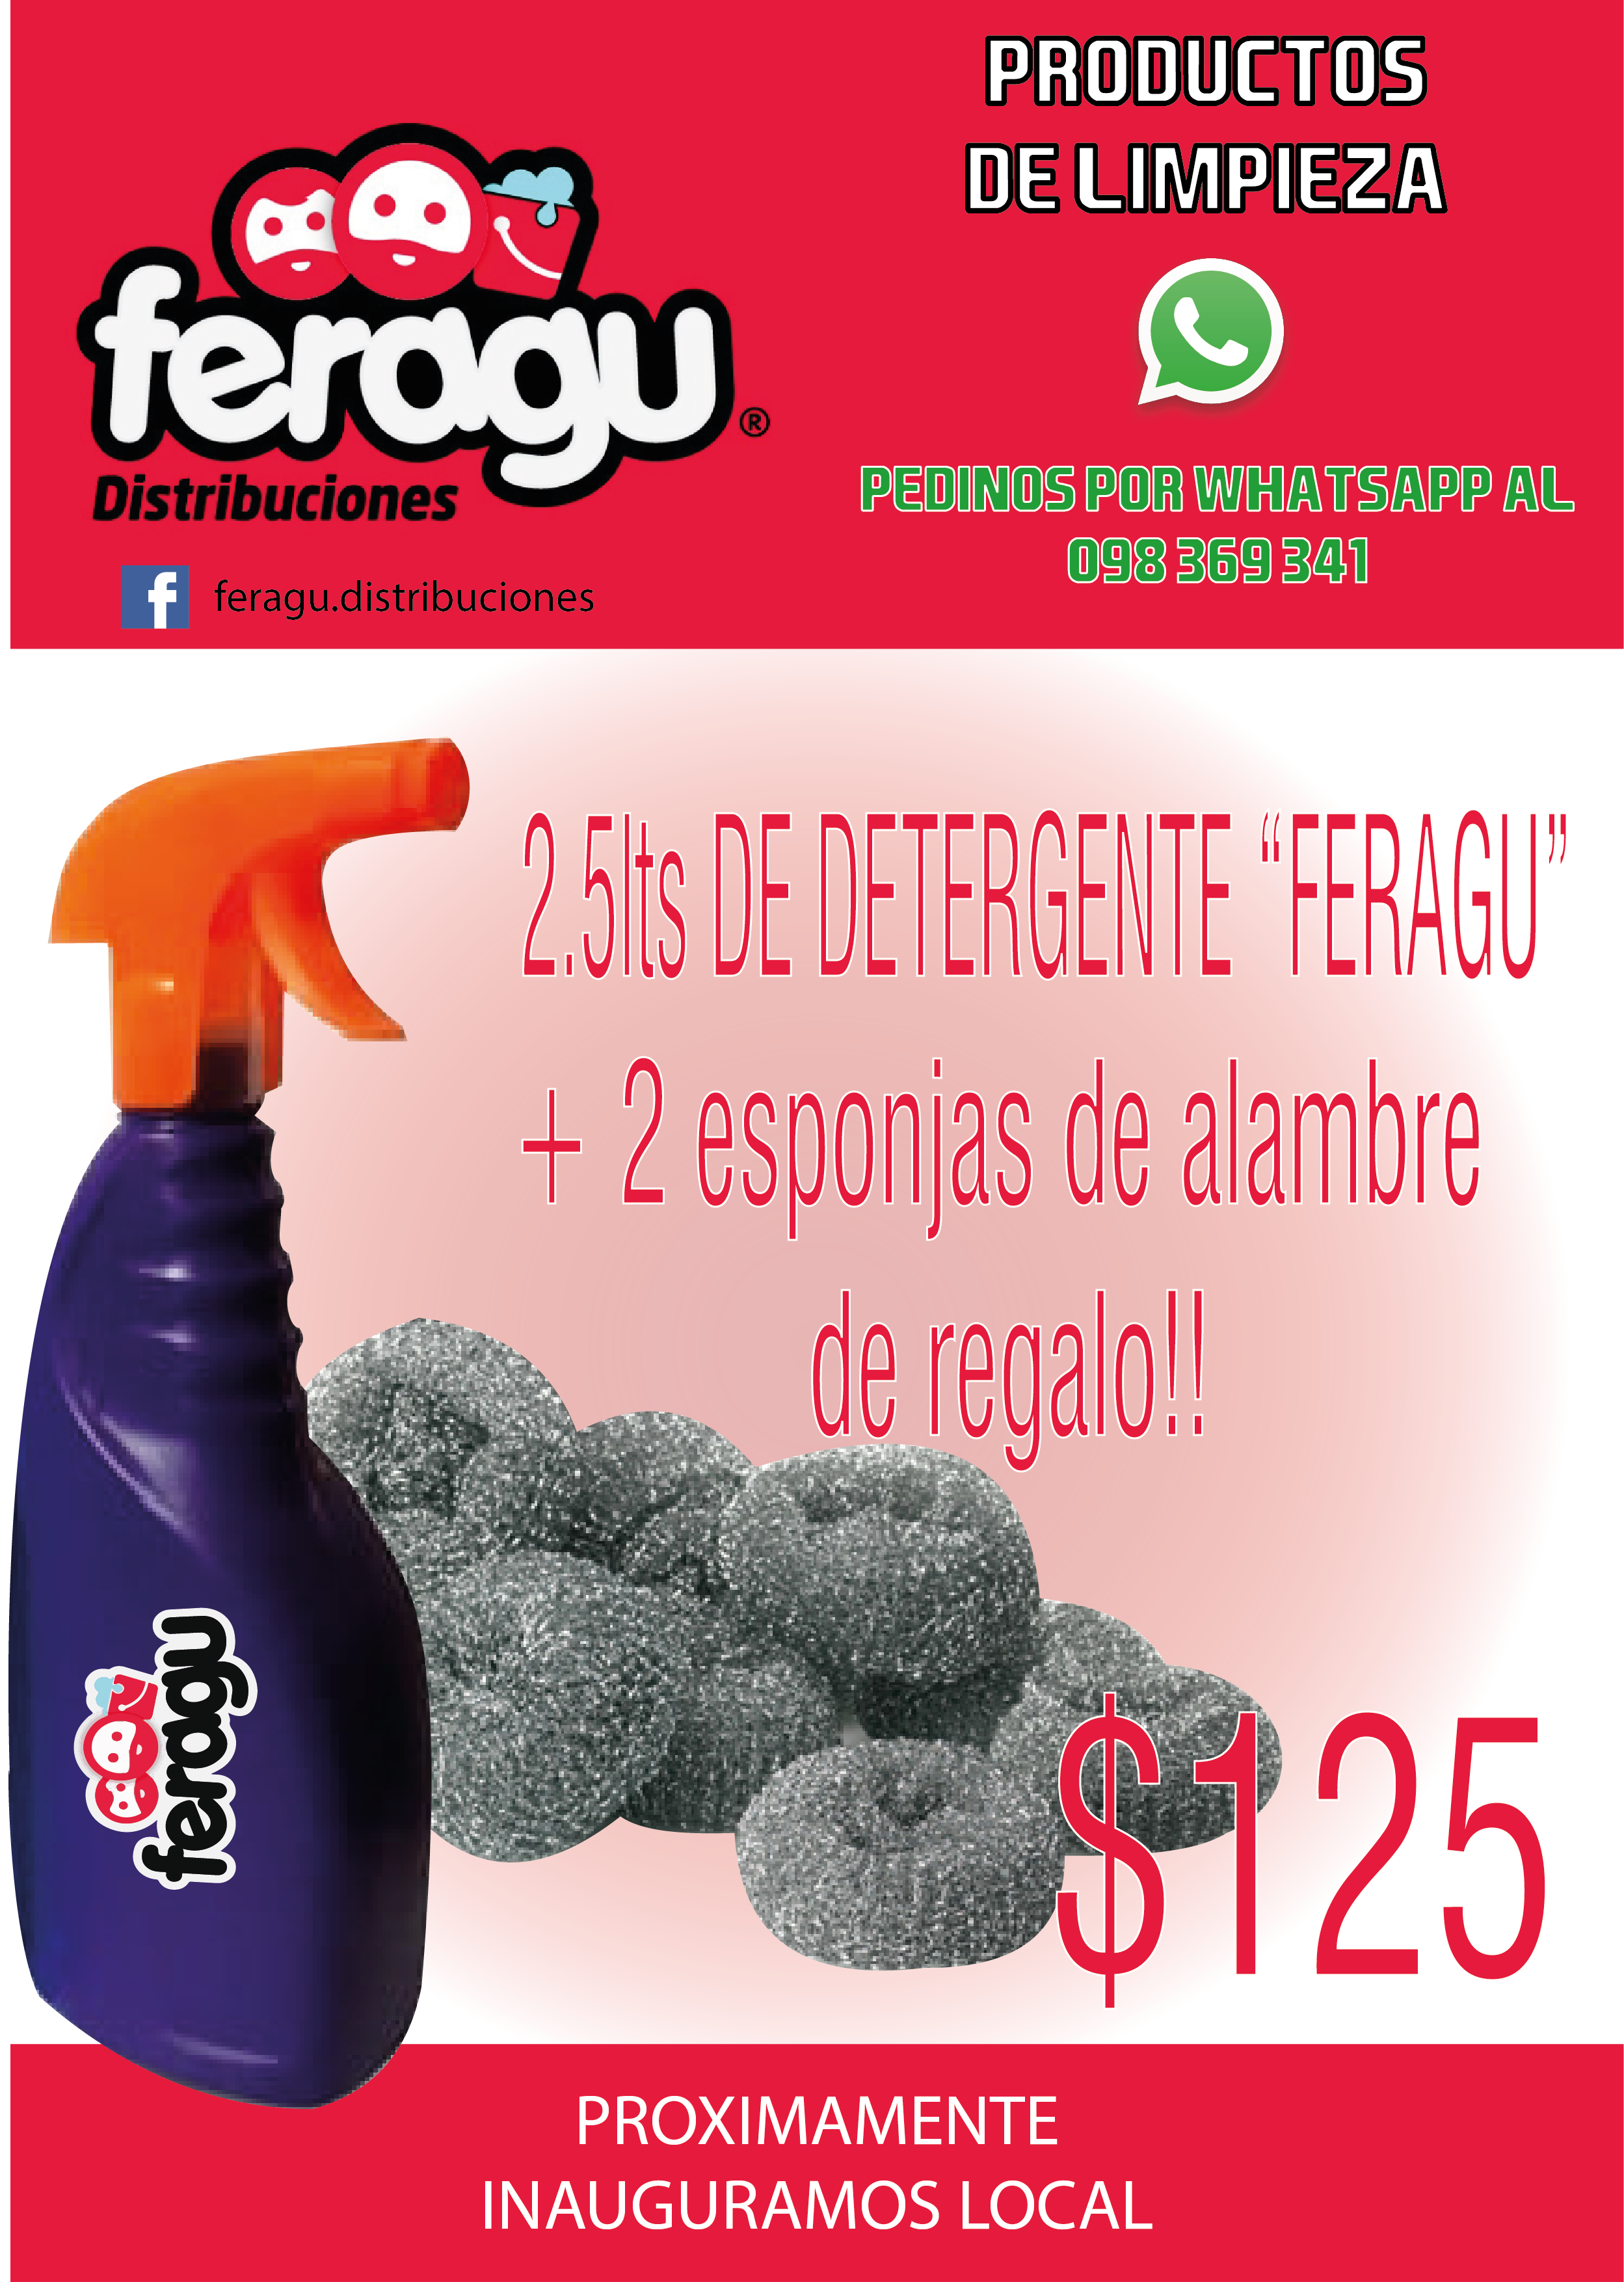 feragu®
Distribuciones
feragu.distribuciones
PRODUCTOS
DE LIMPIEZA
PEDINOS POR WHATSAPP AL
098 369 341
2.5lts DE DETERGENTE “FERAGU”
+ 2 esponjas de alambre
de regalo!!
feragu
$125
PROXIMAMENTE
INAUGURAMOS LOCAL